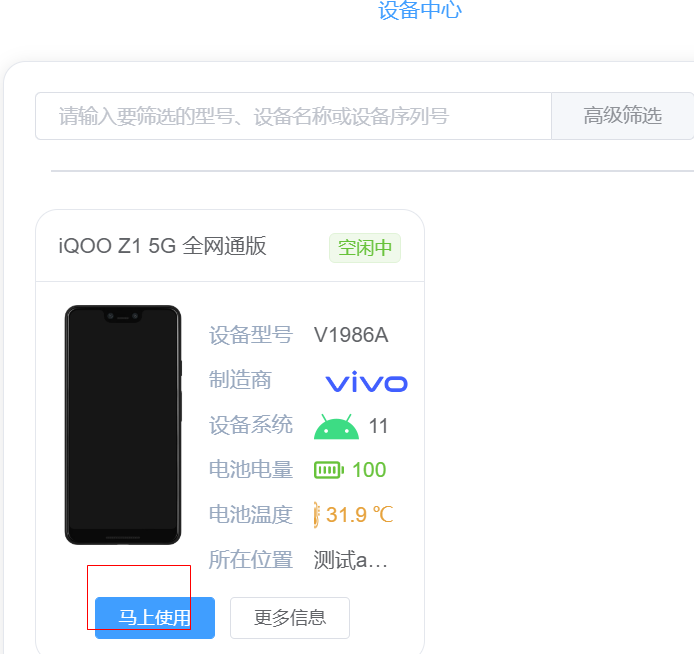 设备中心
请输入要筛选的型号、设备名称或设备序列号
高级筛选
iQOO Z1 5G 全网通版
空闲中
设备型号 V1986A
制造商 vivo
设备系统 11
电池电量 100
电池温度 31.9 ℃
所在位置 测试a...
马上使用
更多信息